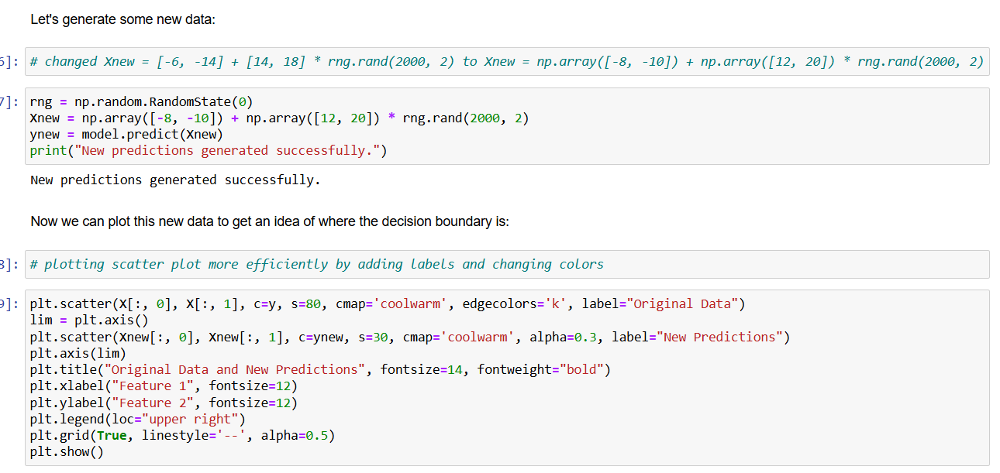 Let's generate some new data:
6]: # changed Xnew = [-6, -14] + [14, 18] * rng.rand(2000, 2) to Xnew = np.array([-8, -10]) + np.array([12, 20]) * rng.rand(2000, 2)
7]: rng = np.random.RandomState(0)
Xnew = np.array([-8, -10]) + np.array([12, 20]) * rng.rand(2000, 2)
ynew = model.predict(Xnew)
print("New predictions generated successfully.")
New predictions generated successfully.
Now we can plot this new data to get an idea of where the decision boundary is:
8]: # plotting scatter plot more efficiently by adding labels and changing colors
9]: plt.scatter(X[:, 0], X[:, 1], c=y, s=80, cmap='coolwarm', edgecolors='k', label="Original Data")
lim = plt.axis()
plt.scatter(Xnew[:, 0], Xnew[:, 1], c=ynew, s=30, cmap='coolwarm', alpha=0.3, label="New Predictions")
plt.axis(lim)
plt.title("Original Data and New Predictions", fontsize=14, fontweight="bold")
plt.xlabel("Feature 1", fontsize=12)
plt.ylabel("Feature 2", fontsize=12)
plt.legend(loc="upper right")
plt.grid(True, linestyle='--', alpha=0.5)
plt.show()